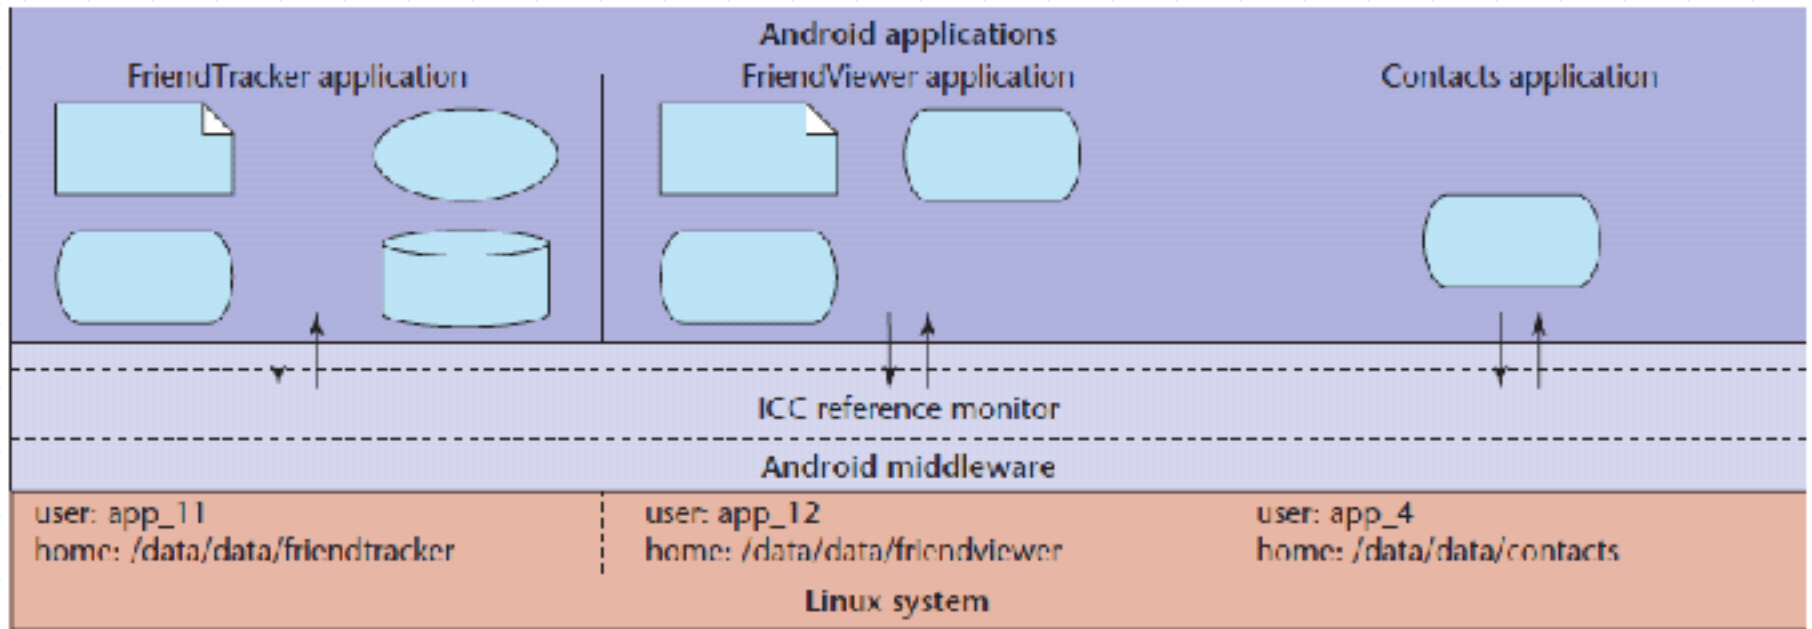 Android applications
FriendTracker application
FriendViewer application
Contacts application
ICC reference monitor
Android middleware
user: app_11
home: /data/data/friendtracker
user: app_12
home: /data/data/friendviewer
user: app_4
home: /data/data/contacts
Linux system